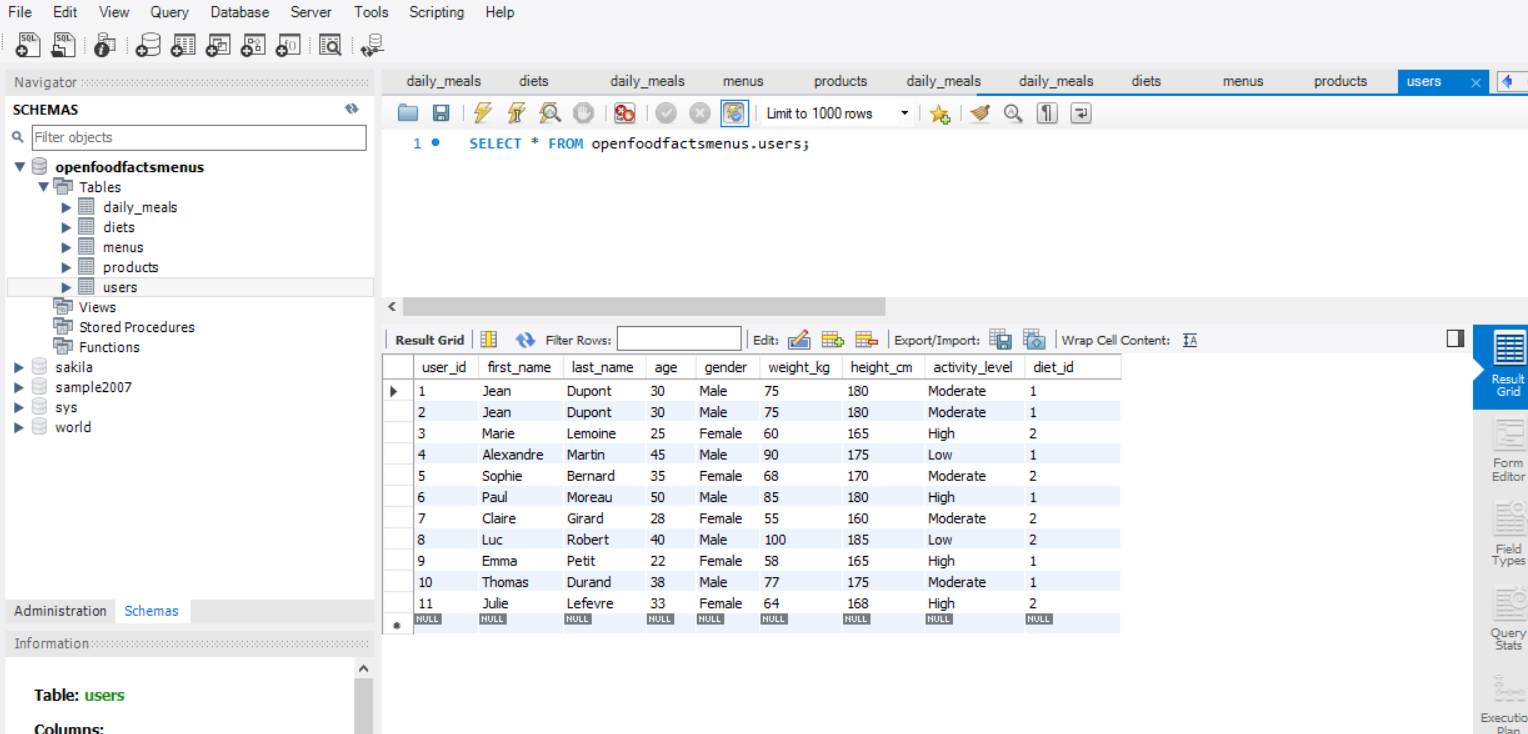 File Edit View Query Database Server Tools Scripting Help
Navigator
daily_meals diets daily_meals menus products daily_meals daily_meals diets menus products users
SCHEMAS
Limit to 1000 rows
Filter objects
1 SELECT * FROM openfoodfactsmenus.users;
openfoodfactsmenus
Tables
daily_meals
diets
menus
products
users
Views
Stored Procedures
Functions
sakila
sample2007
sys
world
Result Grid Filter Rows: Edit: Export/Import: Wrap Cell Content:
user_id first_name last_name age gender weight_kg height_cm activity_level diet_id
1 Jean Dupont 30 Male 75 180 Moderate 1
2 Jean Dupont 30 Male 75 180 Moderate 1
3 Marie Lemoine 25 Female 60 165 High 2
4 Alexandre Martin 45 Male 90 175 Low 1
5 Sophie Bernard 35 Female 68 170 Moderate 2
6 Paul Moreau 50 Male 85 180 High 1
7 Claire Girard 28 Female 55 160 Moderate 2
8 Luc Robert 40 Male 100 185 Low 2
9 Emma Petit 22 Female 58 165 High 1
10 Thomas Durand 38 Male 77 175 Moderate 1
11 Julie Lefevre 33 Female 64 168 High 2
NULL NULL NULL NULL NULL NULL NULL NULL NULL
Result
Grid
Form
Editor
Field
Types
Query
Stats
Executio
Plan
Administration Schemas
Information
Table: users
Columns: